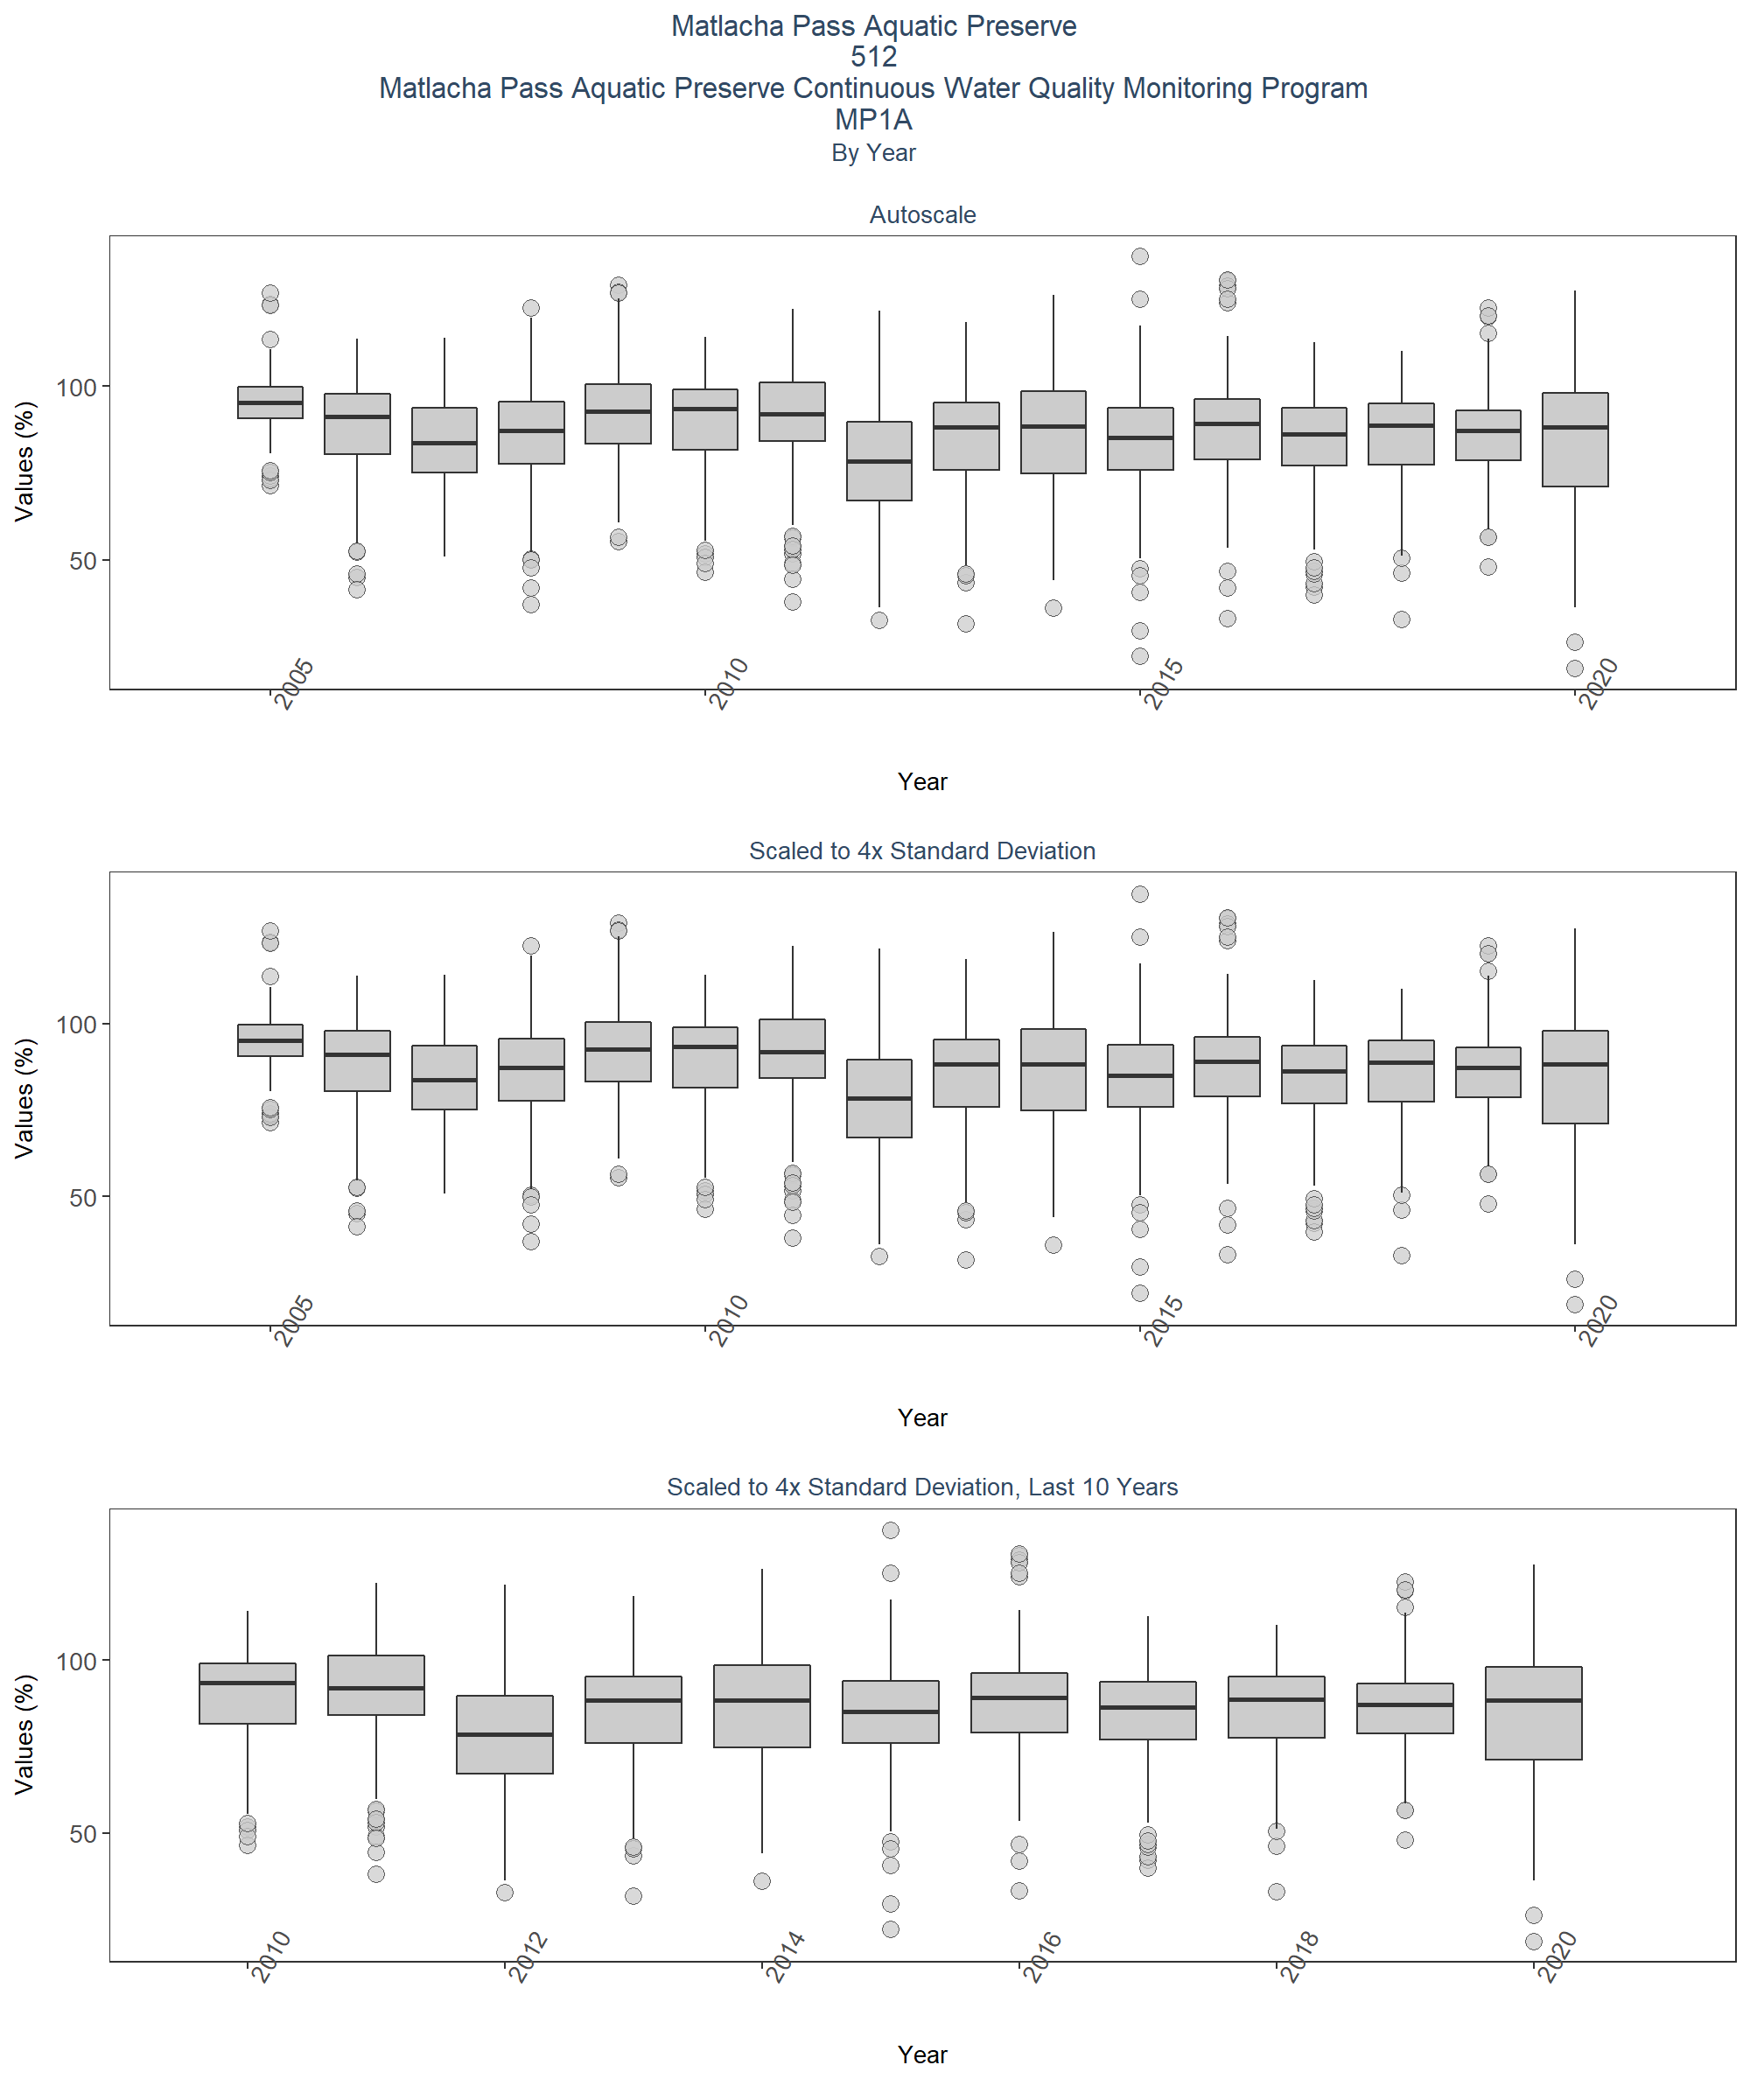 Matlacha Pass Aquatic Preserve
512
Matlacha Pass Aquatic Preserve Continuous Water Quality Monitoring Program
MP1A
By Year
Autoscale
Values (%)
100
50
2005
2010
2015
2020
Year
Scaled to 4x Standard Deviation
Values (%)
100
50
2005
2010
2015
2020
Year
Scaled to 4x Standard Deviation, Last 10 Years
Values (%)
100
50
2010
2012
2014
2016
2018
2020
Year